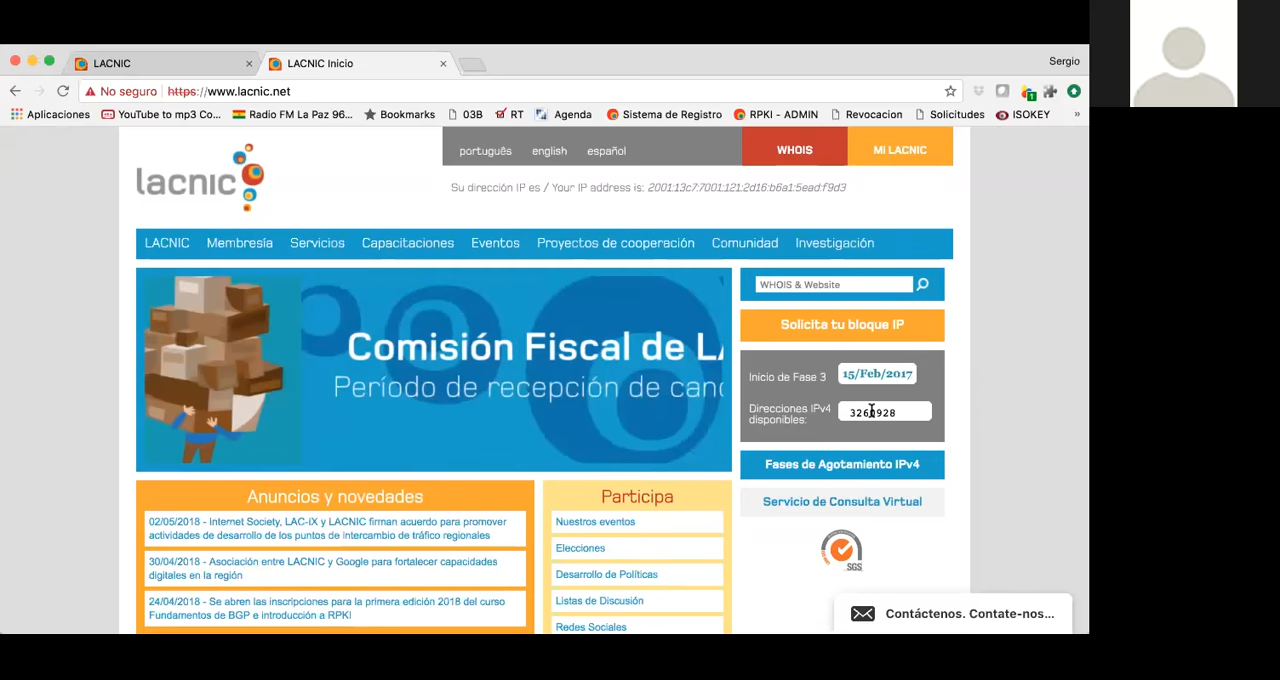 LACNIC
LACNIC Inicio
Sergio
No seguro | https://www.lacnic.net
Aplicaciones YouTube to mp3 Co... Radio FM La Paz 96... Bookmarks 03B RT Agenda Sistema de Registro RPKI - ADMIN Revocacion Solicitudes ISOKEY »
lacnic
português english español WHOIS MI LACNIC
Su dirección IP es / Your IP address is: 2001:13c7:7001:121:2d16:b6a1:5ead:f9d3
LACNIC Membresía Servicios Capacitaciones Eventos Proyectos de cooperación Comunidad Investigación
Comisión Fiscal de LA
Período de recepción de canc
WHOIS & Website
Solicita tu bloque IP
Inicio de Fase 3 15/Feb/2017
Direcciones IPv4
disponibles:
Fases de Agotamiento IPv4
Servicio de Consulta Virtual
SGS
Anuncios y novedades
02/05/2018 - Internet Society, LAC-iX y LACNIC firman acuerdo para promover
actividades de desarrollo de los puntos de intercambio de tráfico regionales
30/04/2018 - Asociación entre LACNIC y Google para fortalecer capacidades
digitales en la región
24/04/2018 - Se abren las inscripciones para la primera edición 2018 del curso
Fundamentos de BGP e introducción a RPKI
Participa
Nuestros eventos
Elecciones
Desarrollo de Políticas
Listas de Discusión
Redes Sociales
Contáctenos. Contate-nos...